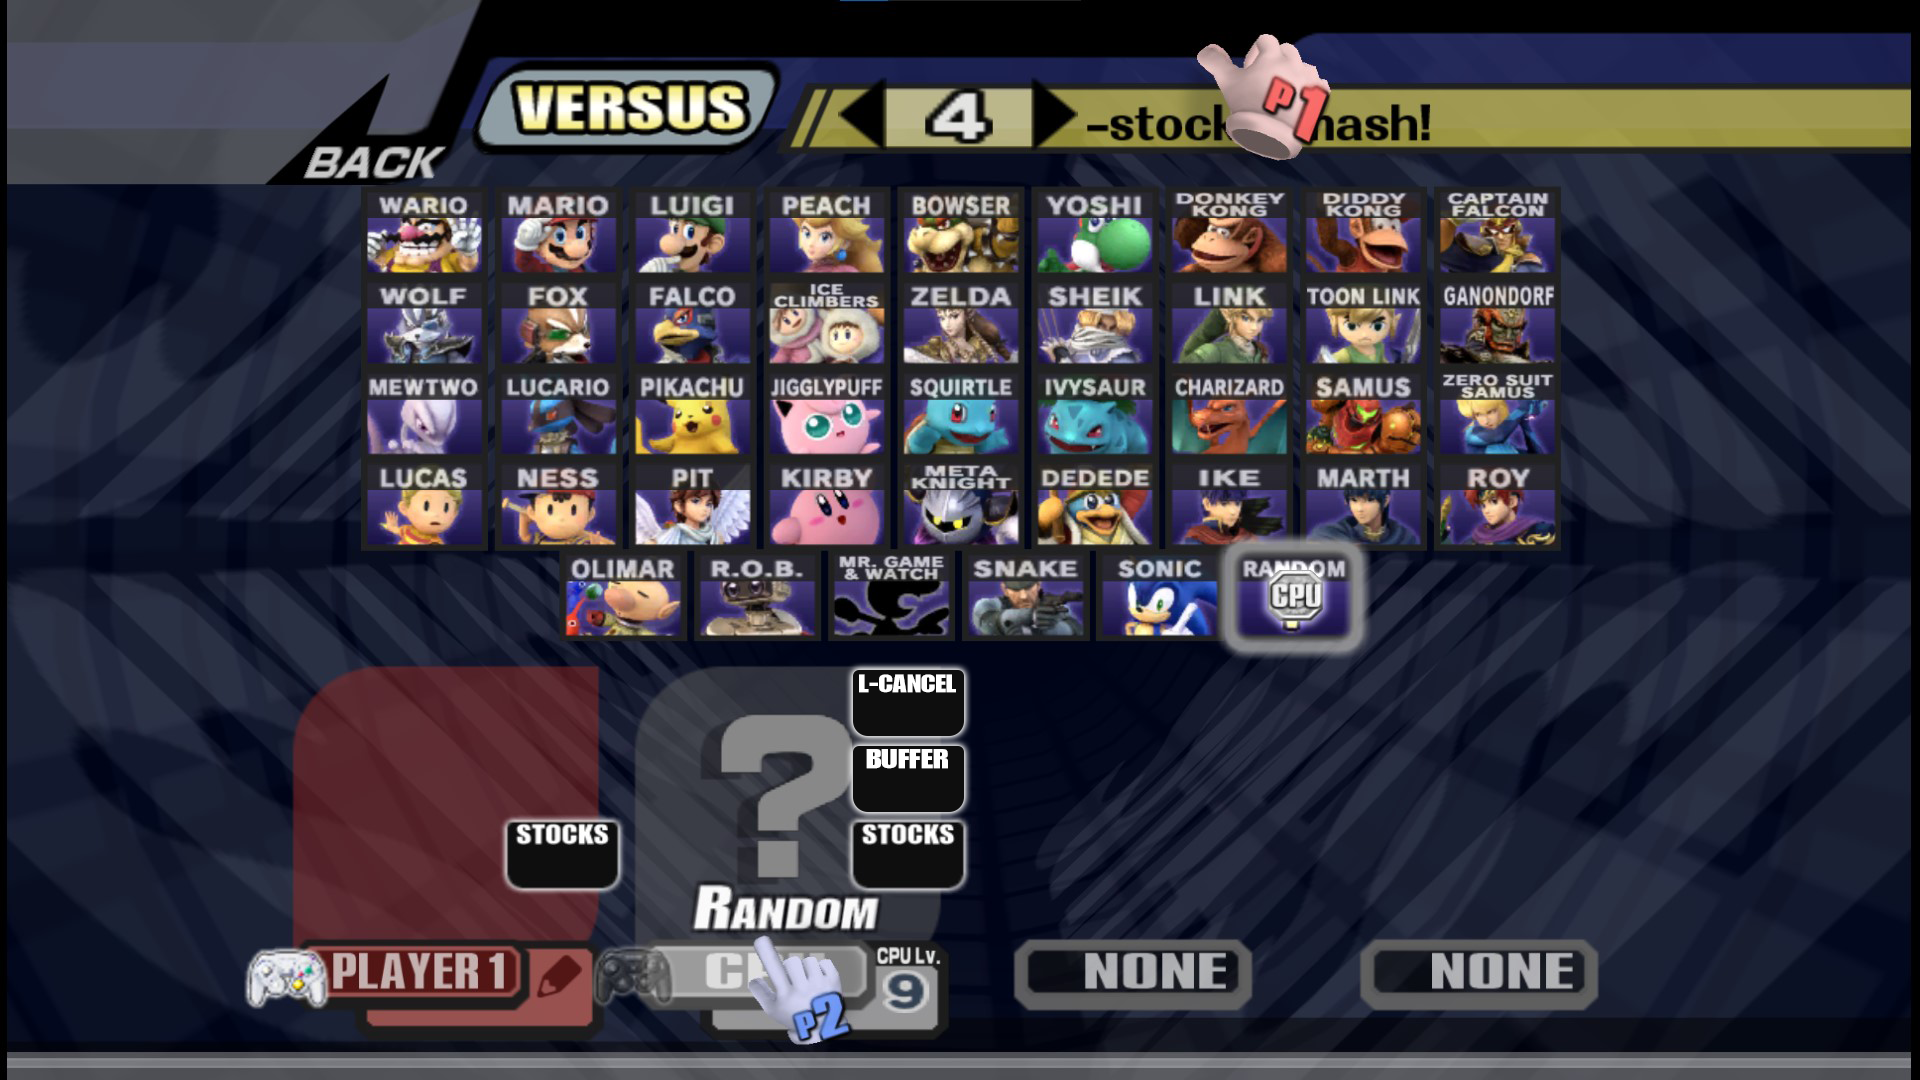 VERSUS
4
-stock
mash!
P1
BACK
WARIO MARIO LUIGI PEACH BOWSER YOSHI DONKEY KONG DIDDY KONG CAPTAIN FALCON
WOLF FOX FALCO ICE CLIMBERS ZELDA SHEIK LINK TOON LINK GANONDORF
MEWTWO LUCARIO PIKACHU JIGGLYPUFF SQUIRTLE IVYSAUR CHARIZARD SAMUS ZERO SUIT SAMUS
LUCAS NESS PIT KIRBY META KNIGHT DEDEDE IKE MARTH ROY
OLIMAR R.O.B. MR. GAME & WATCH SNAKE SONIC RANDOM
CPU
L-CANCEL
BUFFER
STOCKS
STOCKS
?
RANDOM
PLAYER 1
CPU Lv.
9
P2
NONE
NONE